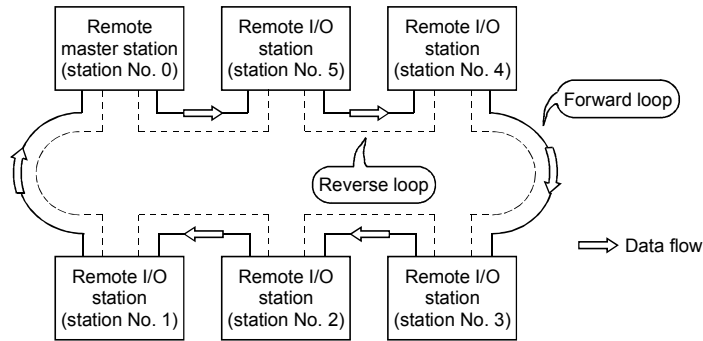 Remote
master station
(station No. 0)
Remote I/O
station
(station No. 5)
Remote I/O
station
(station No. 4)
Forward loop
Reverse loop
Data flow
Remote I/O
station
(station No. 1)
Remote I/O
station
(station No. 2)
Remote I/O
station
(station No. 3)